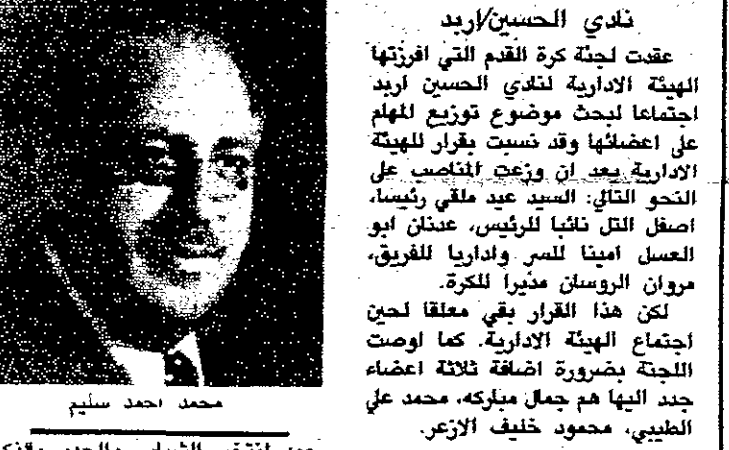 نادي الحسين/اربد
عقدت لجنة كرة القدم التي افرزتها
الهيئة الادارية لنادي الحسين اربد
اجتماعا لبحث موضوع توزيع المهام
على اعضائها وقد نسبت بقرار للهيئة
الادارية بعد ان وزعت المناصب على
النحو التالي: السيد عيد ملقي رئيسا،
اصفل التل نائبا للرئيس، عدنان ابو
العسل امينا للسر واداريا للفريق،
مروان الروسان مديرا للكرة.
لكن هذا القرار بقي معلقا لحين
اجتماع الهيئة الادارية. كما اوصت
اللجنة بضرورة اضافة ثلاثة اعضاء
جدد اليها هم جمال مباركه، محمد علي
الطيبي، محمود خليف الازعر.
محمد احمد سليم